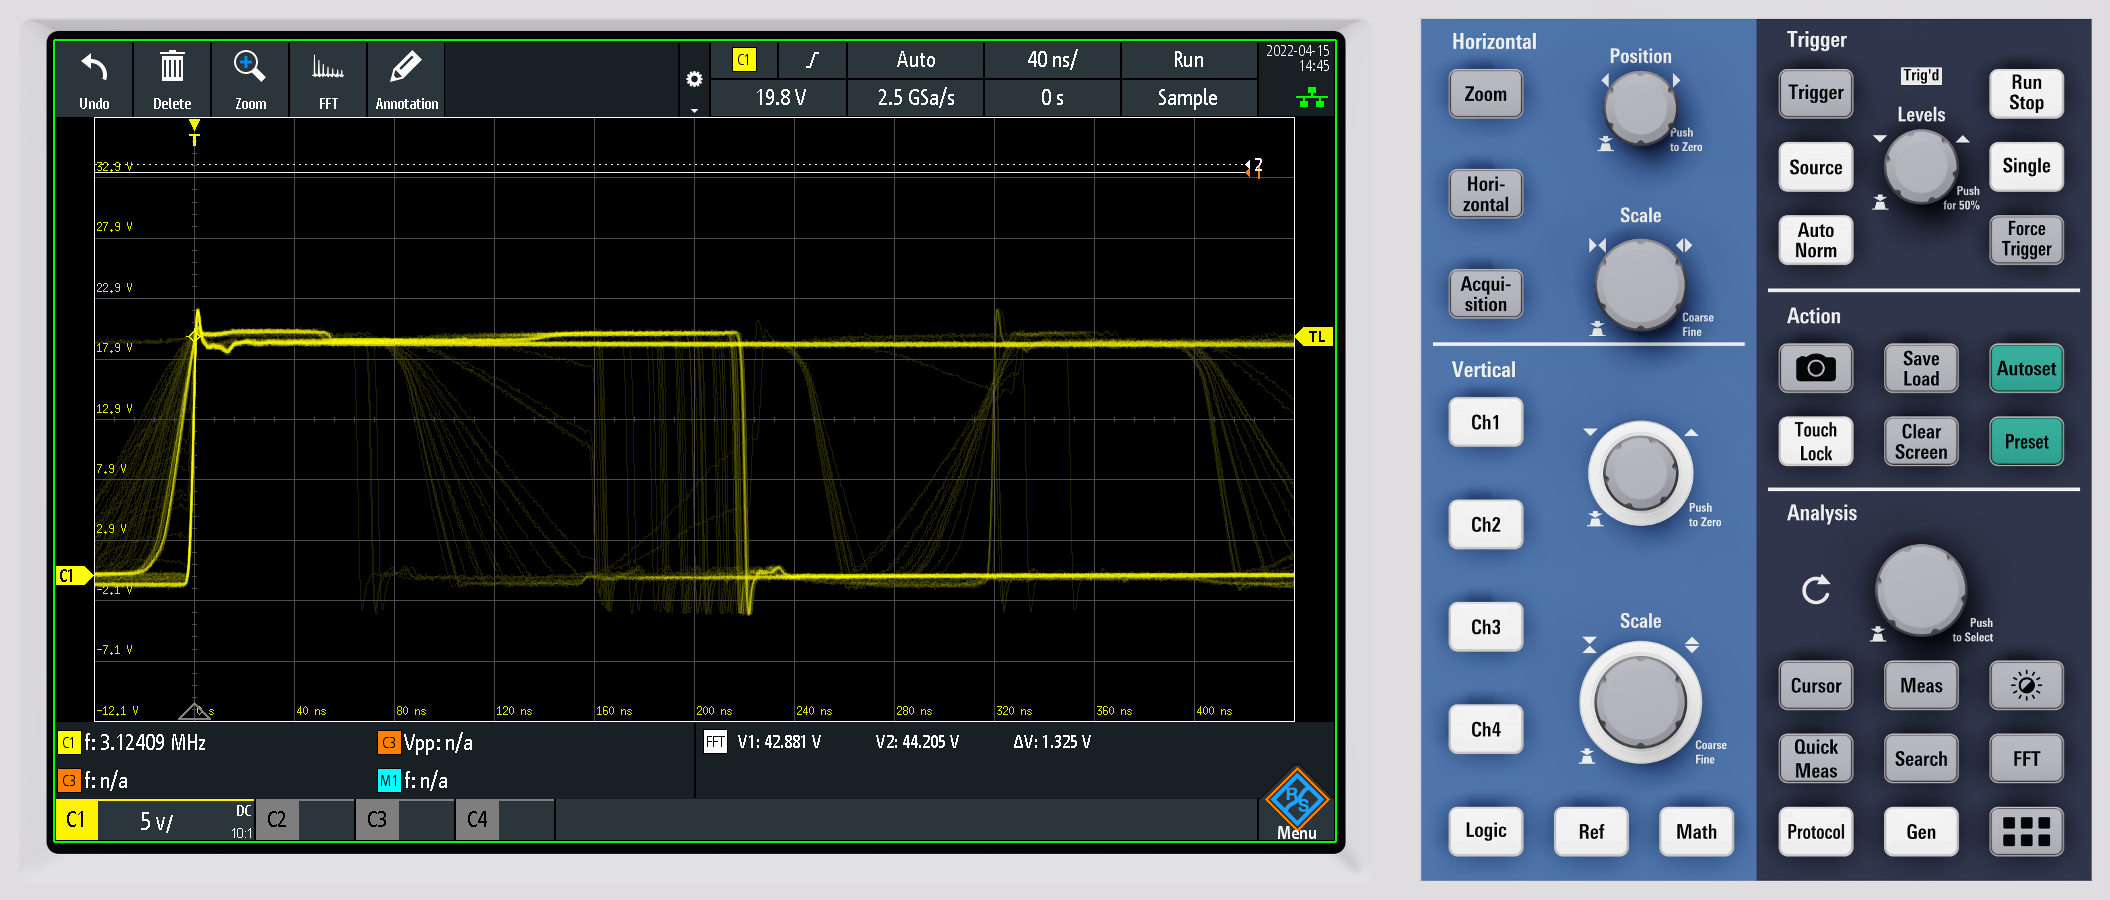 Undo
Delete
Zoom
FFT
Annotation
C1
Auto
40 ns/
Run
19.8 V
2.5 GSa/s
0 s
Sample
2022-04-15
14:45
T
32.9 V
27.9 V
22.9 V
17.9 V
12.9 V
7.9 V
2.9 V
-2.1 V
-7.1 V
-12.1 V
2
1
TL
C1
0 s
40 ns
80 ns
120 ns
160 ns
200 ns
240 ns
280 ns
320 ns
360 ns
400 ns
C1 f: 3.12409 MHz
C3 Vpp: n/a
C3 f: n/a
M1 f: n/a
FFT V1: 42.881 V V2: 44.205 V ΔV: 1.325 V
C1 5 V/ DC
10:1
C2
C3
C4
R S
Menu
Horizontal
Position
Zoom
Push
to Zero
Hori-
zontal
Scale
Acqui-
sition
Coarse
Fine
Vertical
Ch1
Ch2
Push
to Zero
Ch3
Scale
Ch4
Coarse
Fine
Logic
Ref
Math
Trigger
Trig'd
Trigger
Run
Stop
Levels
Source
Single
Push
for 50%
Auto
Norm
Force
Trigger
Action
Save
Load
Autoset
Touch
Lock
Clear
Screen
Preset
Analysis
Push
to Select
Cursor
Meas
Quick
Meas
Search
FFT
Protocol
Gen